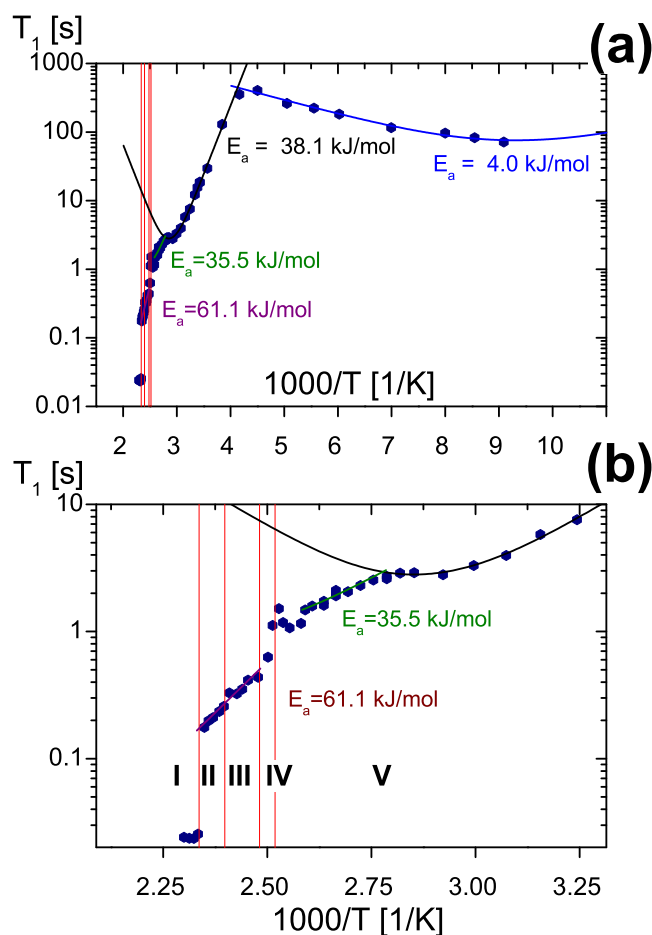 T1 [s]
(a)
1000
100
10
1
0.1
0.01
Ea = 38.1 kJ/mol
Ea = 4.0 kJ/mol
Ea=35.5 kJ/mol
Ea=61.1 kJ/mol
1000/T [1/K]
2 3 4 5 6 7 8 9 10
T1 [s]
(b)
10
1
0.1
Ea=35.5 kJ/mol
Ea=61.1 kJ/mol
I II III IV V
2.25 2.50 2.75 3.00 3.25
1000/T [1/K]